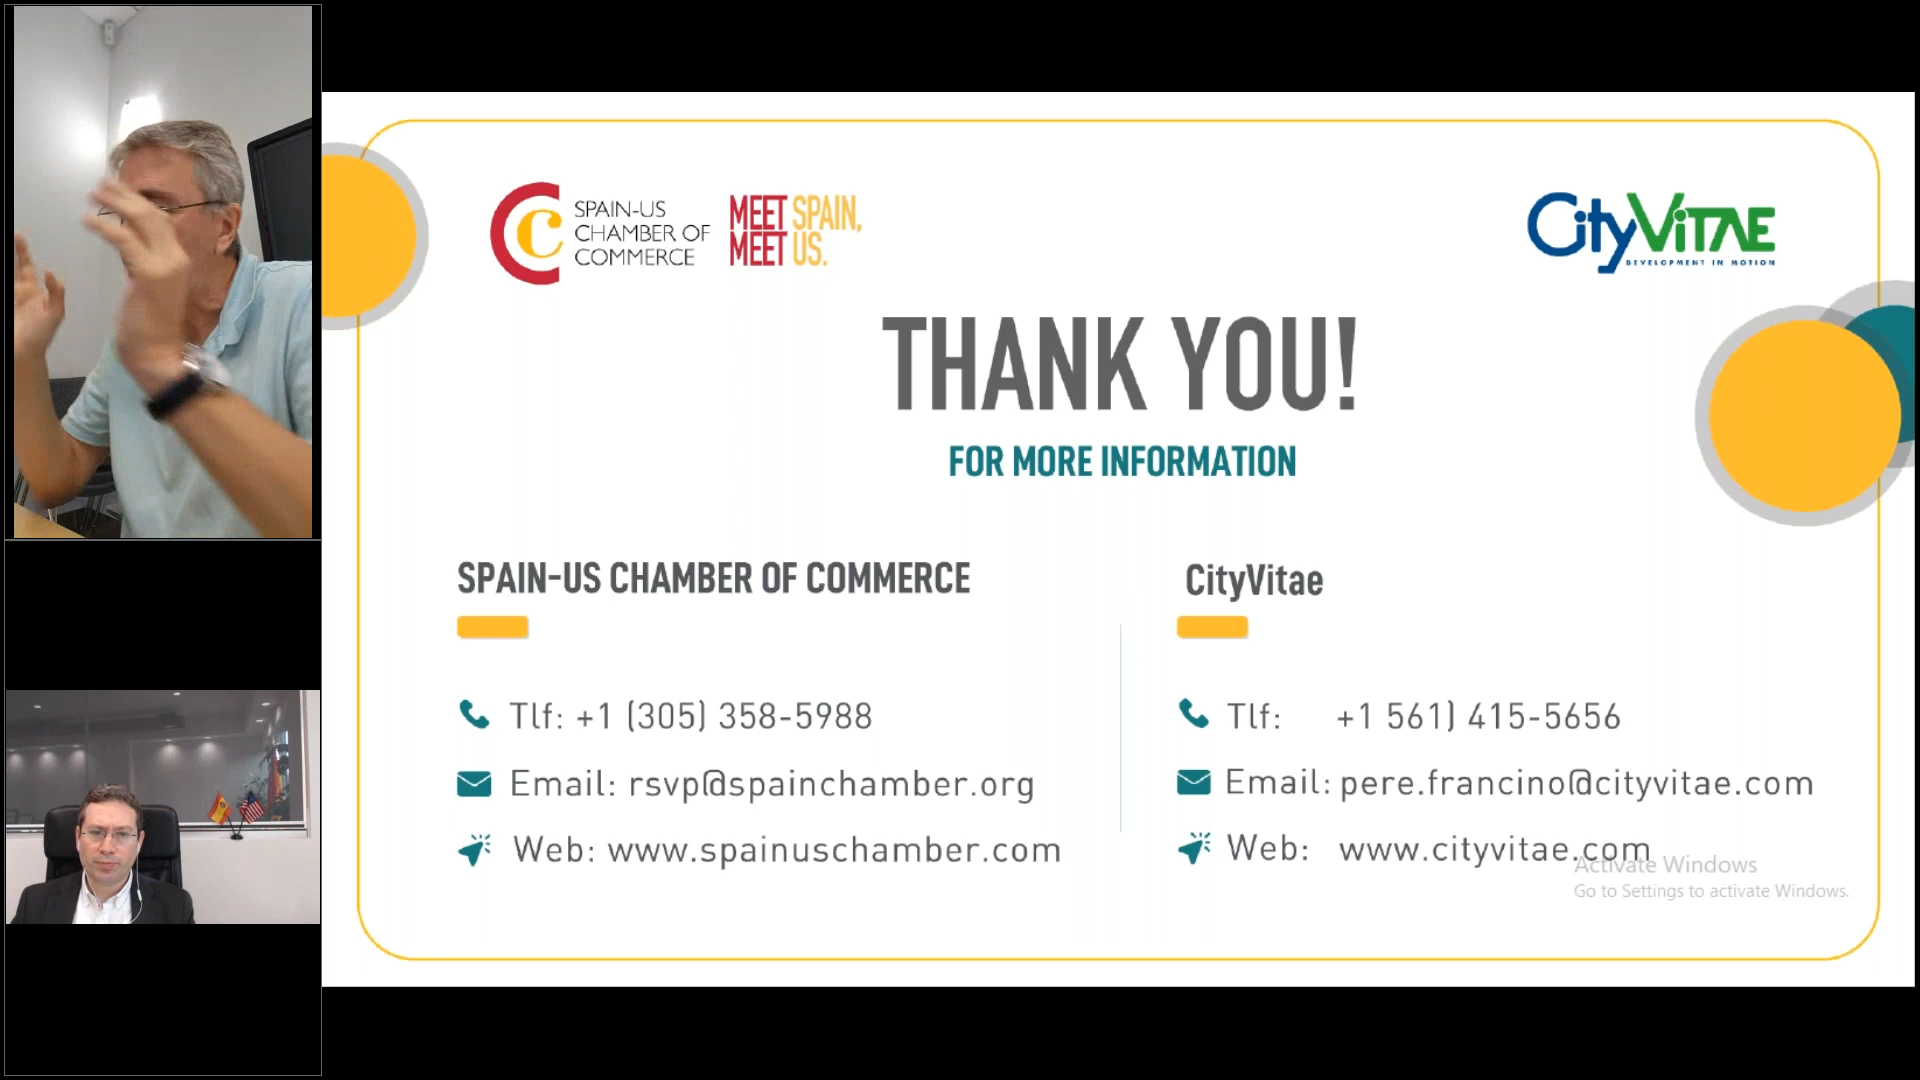 SPAIN-US
CHAMBER OF
COMMERCE
MEET SPAIN,
MEET US.
CityVITAE
DEVELOPMENT IN MOTION
THANK YOU!
FOR MORE INFORMATION
SPAIN-US CHAMBER OF COMMERCE
Tlf: +1 (305) 358-5988
Email: rsvp@spainchamber.org
Web: www.spainuschamber.com
CityVitae
Tlf: +1 561) 415-5656
Email: pere.francino@cityvitae.com
Web: www.cityvitae.com
Activate Windows
Go to Settings to activate Windows.